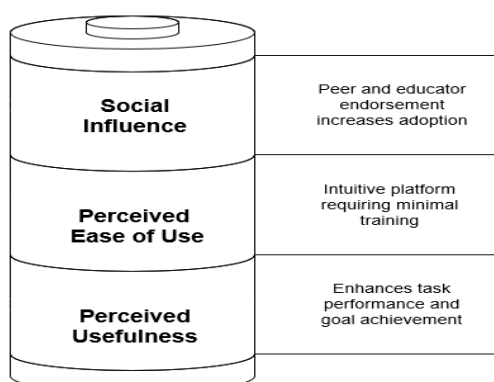 Social
Influence
Peer and educator
endorsement
increases adoption
Perceived
Ease of Use
Intuitive platform
requiring minimal
training
Perceived
Usefulness
Enhances task
performance and
goal achievement